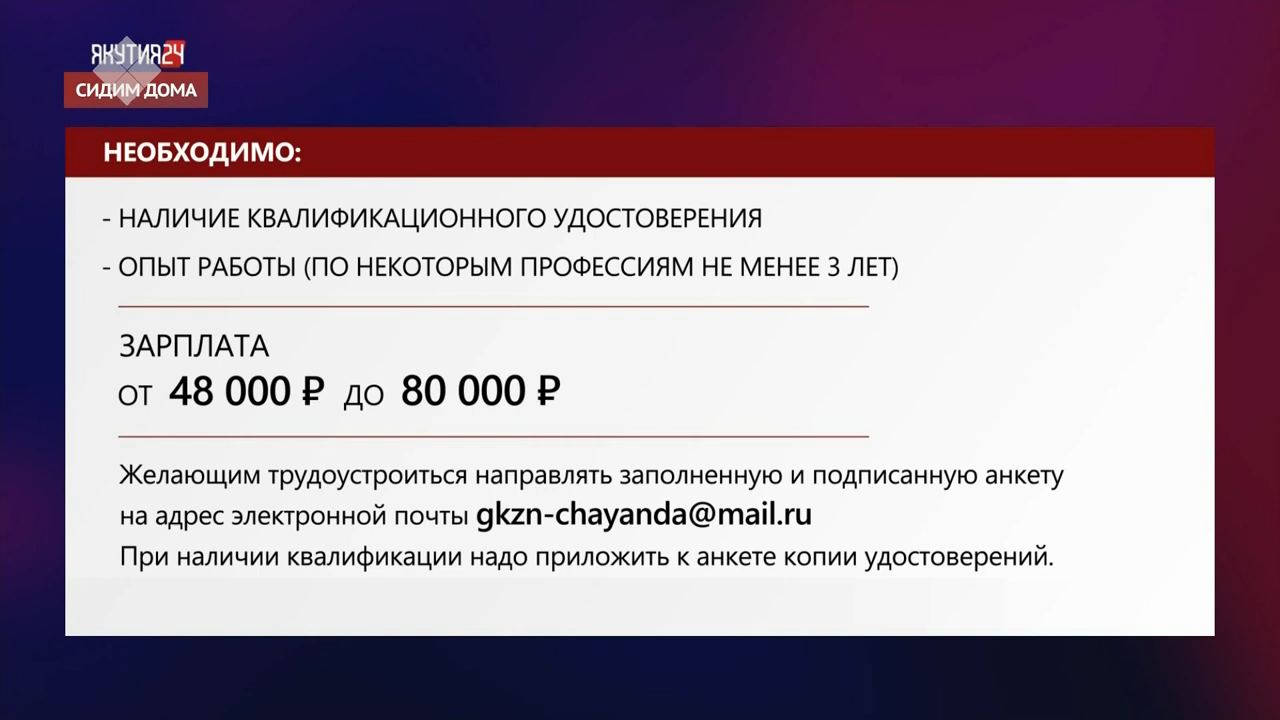 ЯКУТИЯ24
СИДИМ ДОМА
НЕОБХОДИМО:
- НАЛИЧИЕ КВАЛИФИКАЦИОННОГО УДОСТОВЕРЕНИЯ
- ОПЫТ РАБОТЫ (ПО НЕКОТОРЫМ ПРОФЕССИЯМ НЕ МЕНЕЕ 3 ЛЕТ)
ЗАРПЛАТА
ОТ 48 000 ₽ ДО 80 000 ₽
Желающим трудоустроиться направлять заполненную и подписанную анкету
на адрес электронной почты gkzn-chayanda@mail.ru
При наличии квалификации надо приложить к анкете копии удостоверений.